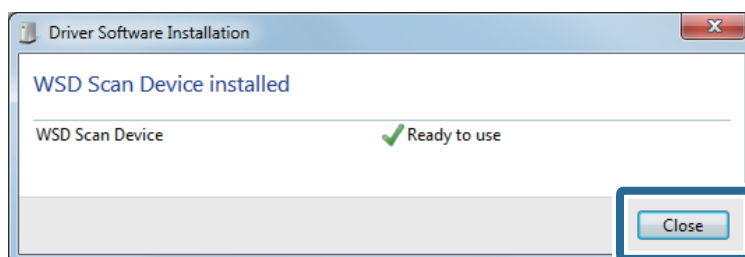 Driver Software Installation
WSD Scan Device installed
WSD Scan Device Ready to use
Close